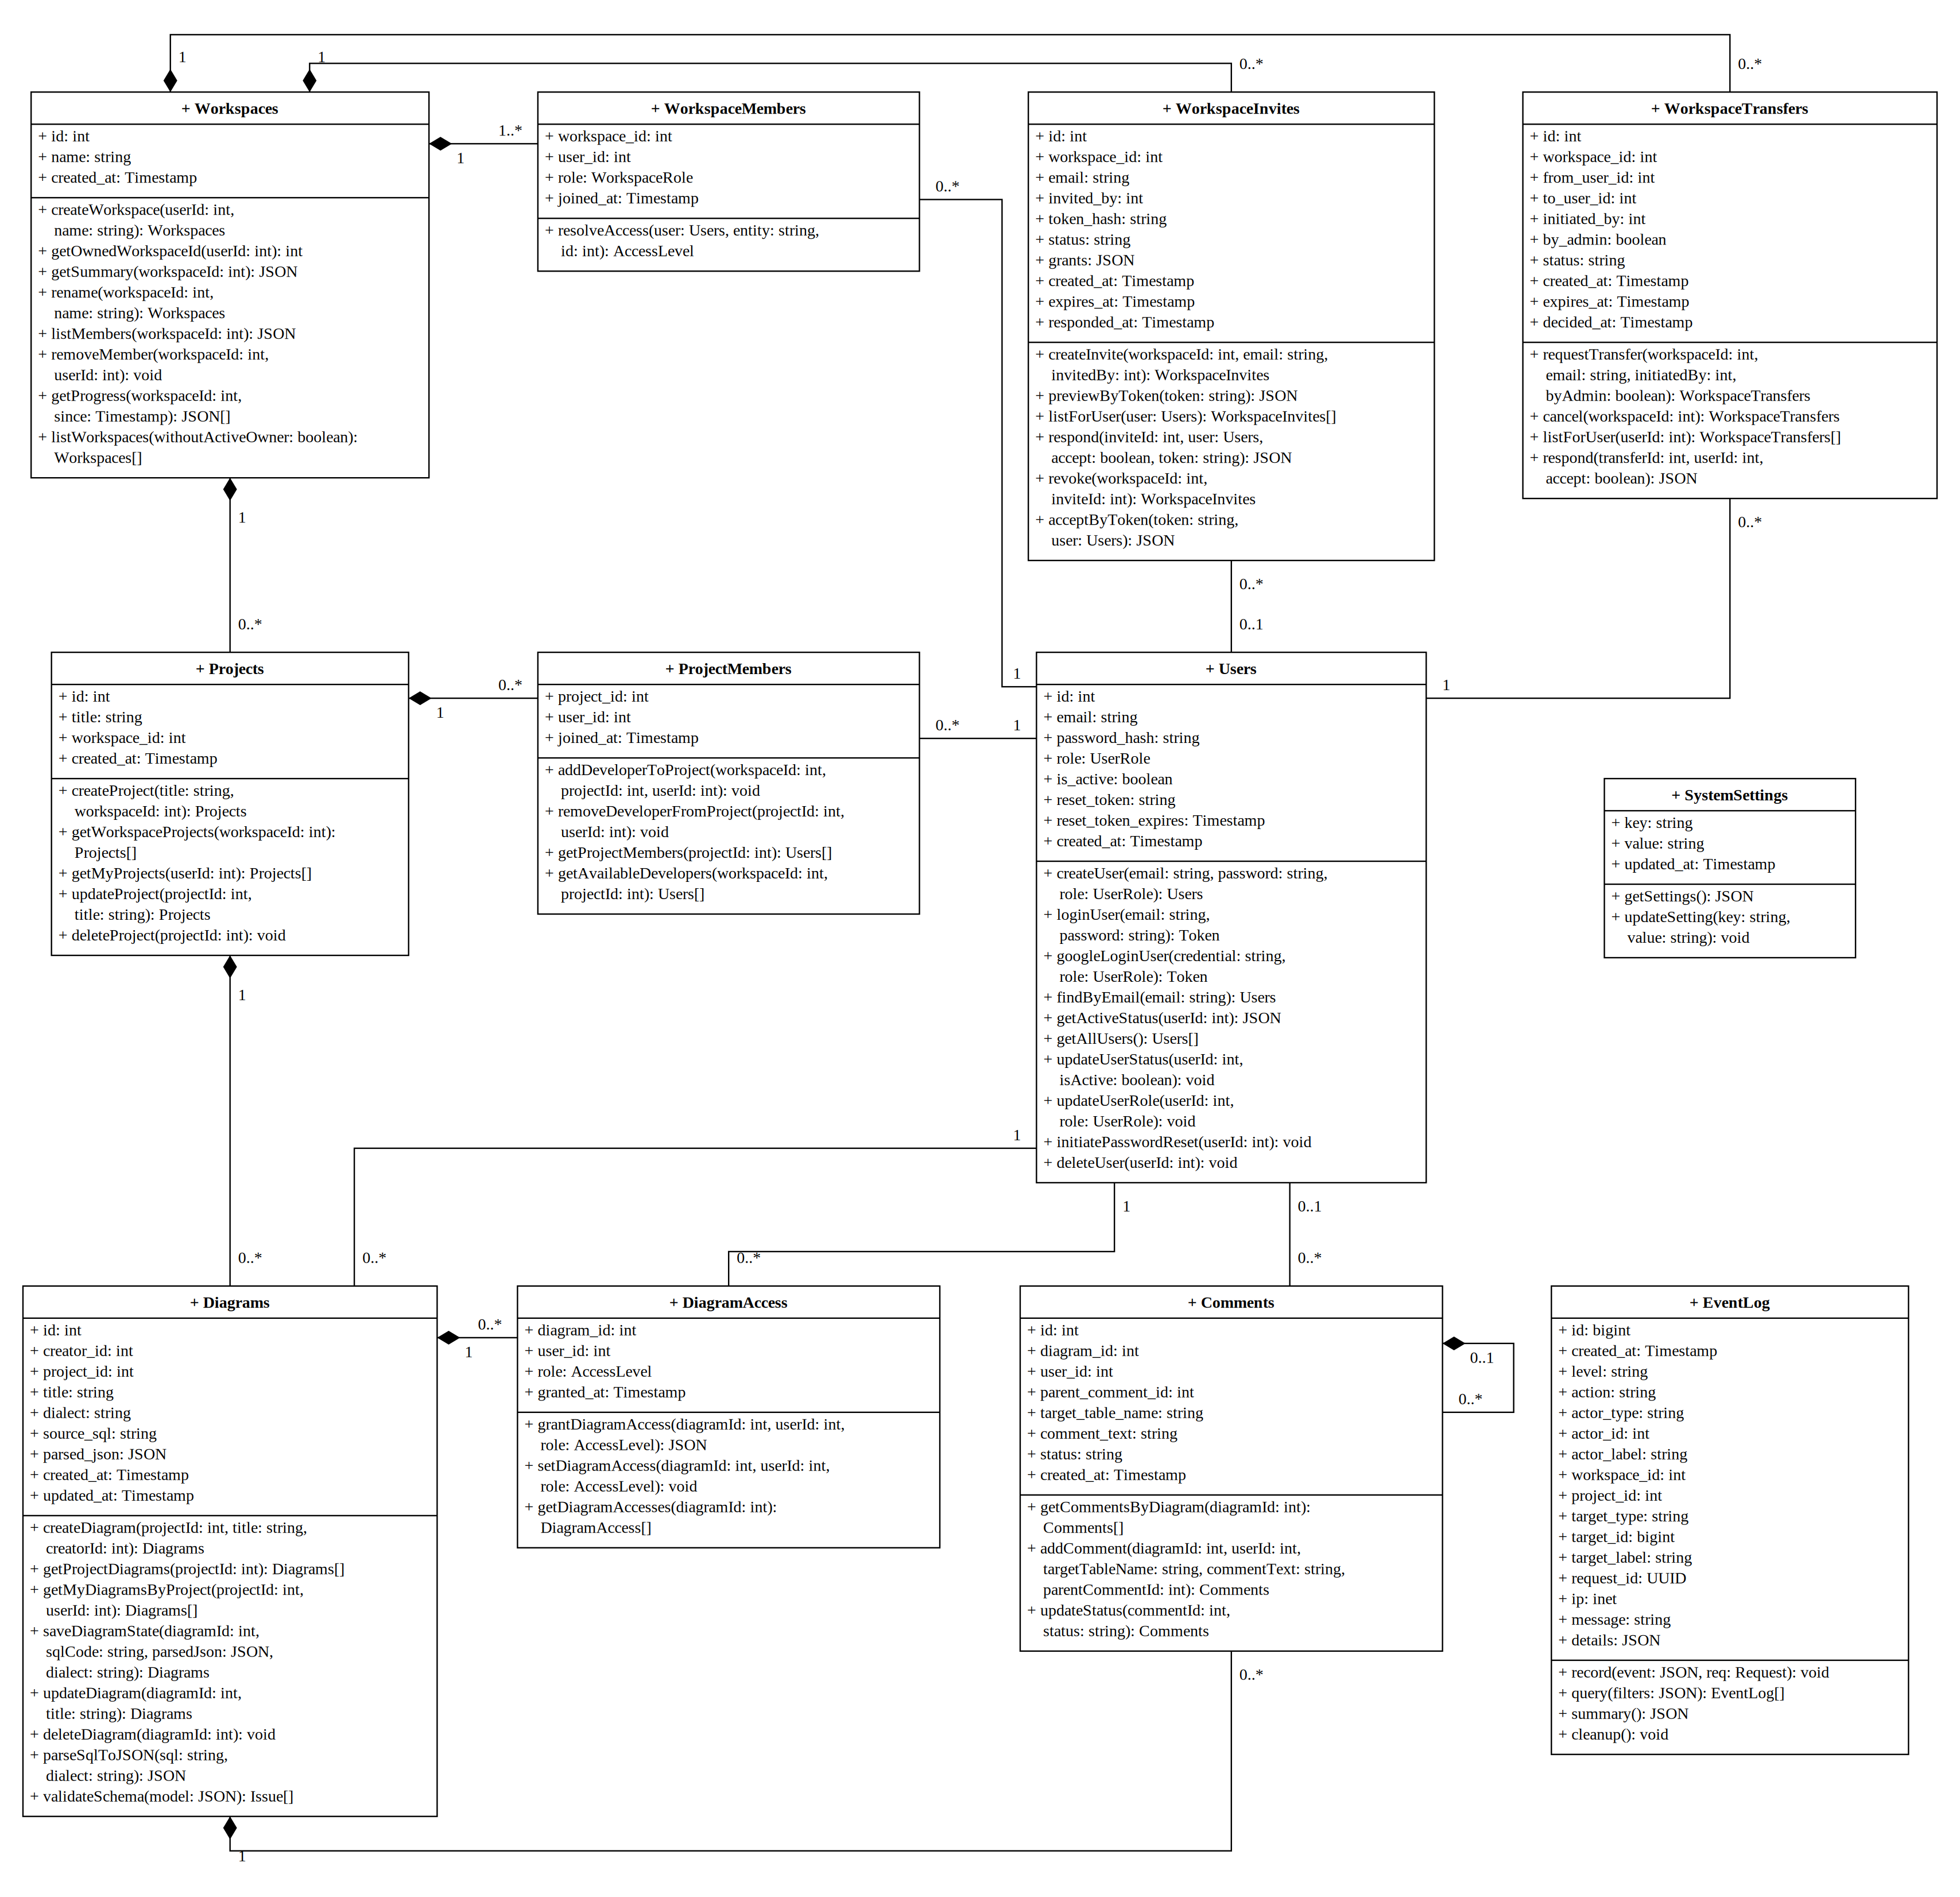 1
1
0..*
0..*
+ Workspaces
+ id: int
+ name: string
+ created_at: Timestamp
+ createWorkspace(userId: int,
name: string): Workspaces
+ getOwnedWorkspaceId(userId: int): int
+ getSummary(workspaceId: int): JSON
+ rename(workspaceId: int,
name: string): Workspaces
+ listMembers(workspaceId: int): JSON
+ removeMember(workspaceId: int,
userId: int): void
+ getProgress(workspaceId: int,
since: Timestamp): JSON[]
+ listWorkspaces(withoutActiveOwner: boolean):
Workspaces[]
1..*
1
+ WorkspaceMembers
+ workspace_id: int
+ user_id: int
+ role: WorkspaceRole
+ joined_at: Timestamp
+ resolveAccess(user: Users, entity: string,
id: int): AccessLevel
0..*
+ WorkspaceInvites
+ id: int
+ workspace_id: int
+ email: string
+ invited_by: int
+ token_hash: string
+ status: string
+ grants: JSON
+ created_at: Timestamp
+ expires_at: Timestamp
+ responded_at: Timestamp
+ createInvite(workspaceId: int, email: string,
invitedBy: int): WorkspaceInvites
+ previewByToken(token: string): JSON
+ listForUser(user: Users): WorkspaceInvites[]
+ respond(inviteId: int, user: Users,
accept: boolean, token: string): JSON
+ revoke(workspaceId: int,
inviteId: int): WorkspaceInvites
+ acceptByToken(token: string,
user: Users): JSON
+ WorkspaceTransfers
+ id: int
+ workspace_id: int
+ from_user_id: int
+ to_user_id: int
+ initiated_by: int
+ by_admin: boolean
+ status: string
+ created_at: Timestamp
+ expires_at: Timestamp
+ decided_at: Timestamp
+ requestTransfer(workspaceId: int,
email: string, initiatedBy: int,
byAdmin: boolean): WorkspaceTransfers
+ cancel(workspaceId: int): WorkspaceTransfers
+ listForUser(userId: int): WorkspaceTransfers[]
+ respond(transferId: int, userId: int,
accept: boolean): JSON
1
0..*
0..*
0..*
0..1
+ Projects
+ id: int
+ title: string
+ workspace_id: int
+ created_at: Timestamp
+ createProject(title: string,
workspaceId: int): Projects
+ getWorkspaceProjects(workspaceId: int):
Projects[]
+ getMyProjects(userId: int): Projects[]
+ updateProject(projectId: int,
title: string): Projects
+ deleteProject(projectId: int): void
0..*
1
+ ProjectMembers
+ project_id: int
+ user_id: int
+ joined_at: Timestamp
+ addDeveloperToProject(workspaceId: int,
projectId: int, userId: int): void
+ removeDeveloperFromProject(projectId: int,
userId: int): void
+ getProjectMembers(projectId: int): Users[]
+ getAvailableDevelopers(workspaceId: int,
projectId: int): Users[]
1
0..*
1
+ Users
+ id: int
+ email: string
+ password_hash: string
+ role: UserRole
+ is_active: boolean
+ reset_token: string
+ reset_token_expires: Timestamp
+ created_at: Timestamp
+ createUser(email: string, password: string,
role: UserRole): Users
+ loginUser(email: string,
password: string): Token
+ googleLoginUser(credential: string,
role: UserRole): Token
+ findByEmail(email: string): Users
+ getActiveStatus(userId: int): JSON
+ getAllUsers(): Users[]
+ updateUserStatus(userId: int,
isActive: boolean): void
+ updateUserRole(userId: int,
role: UserRole): void
+ initiatePasswordReset(userId: int): void
+ deleteUser(userId: int): void
1
+ SystemSettings
+ key: string
+ value: string
+ updated_at: Timestamp
+ getSettings(): JSON
+ updateSetting(key: string,
value: string): void
1
1
1
0..1
0..*
0..*
0..*
0..*
+ Diagrams
+ id: int
+ creator_id: int
+ project_id: int
+ title: string
+ dialect: string
+ source_sql: string
+ parsed_json: JSON
+ created_at: Timestamp
+ updated_at: Timestamp
+ createDiagram(projectId: int, title: string,
creatorId: int): Diagrams
+ getProjectDiagrams(projectId: int): Diagrams[]
+ getMyDiagramsByProject(projectId: int,
userId: int): Diagrams[]
+ saveDiagramState(diagramId: int,
sqlCode: string, parsedJson: JSON,
dialect: string): Diagrams
+ updateDiagram(diagramId: int,
title: string): Diagrams
+ deleteDiagram(diagramId: int): void
+ parseSqlToJSON(sql: string,
dialect: string): JSON
+ validateSchema(model: JSON): Issue[]
0..*
1
+ DiagramAccess
+ diagram_id: int
+ user_id: int
+ role: AccessLevel
+ granted_at: Timestamp
+ grantDiagramAccess(diagramId: int, userId: int,
role: AccessLevel): JSON
+ setDiagramAccess(diagramId: int, userId: int,
role: AccessLevel): void
+ getDiagramAccesses(diagramId: int):
DiagramAccess[]
+ Comments
+ id: int
+ diagram_id: int
+ user_id: int
+ parent_comment_id: int
+ target_table_name: string
+ comment_text: string
+ status: string
+ created_at: Timestamp
+ getCommentsByDiagram(diagramId: int):
Comments[]
+ addComment(diagramId: int, userId: int,
targetTableName: string, commentText: string,
parentCommentId: int): Comments
+ updateStatus(commentId: int,
status: string): Comments
0..1
0..*
+ EventLog
+ id: bigint
+ created_at: Timestamp
+ level: string
+ action: string
+ actor_type: string
+ actor_id: int
+ actor_label: string
+ workspace_id: int
+ project_id: int
+ target_type: string
+ target_id: bigint
+ target_label: string
+ request_id: UUID
+ ip: inet
+ message: string
+ details: JSON
+ record(event: JSON, req: Request): void
+ query(filters: JSON): EventLog[]
+ summary(): JSON
+ cleanup(): void
0..*
1